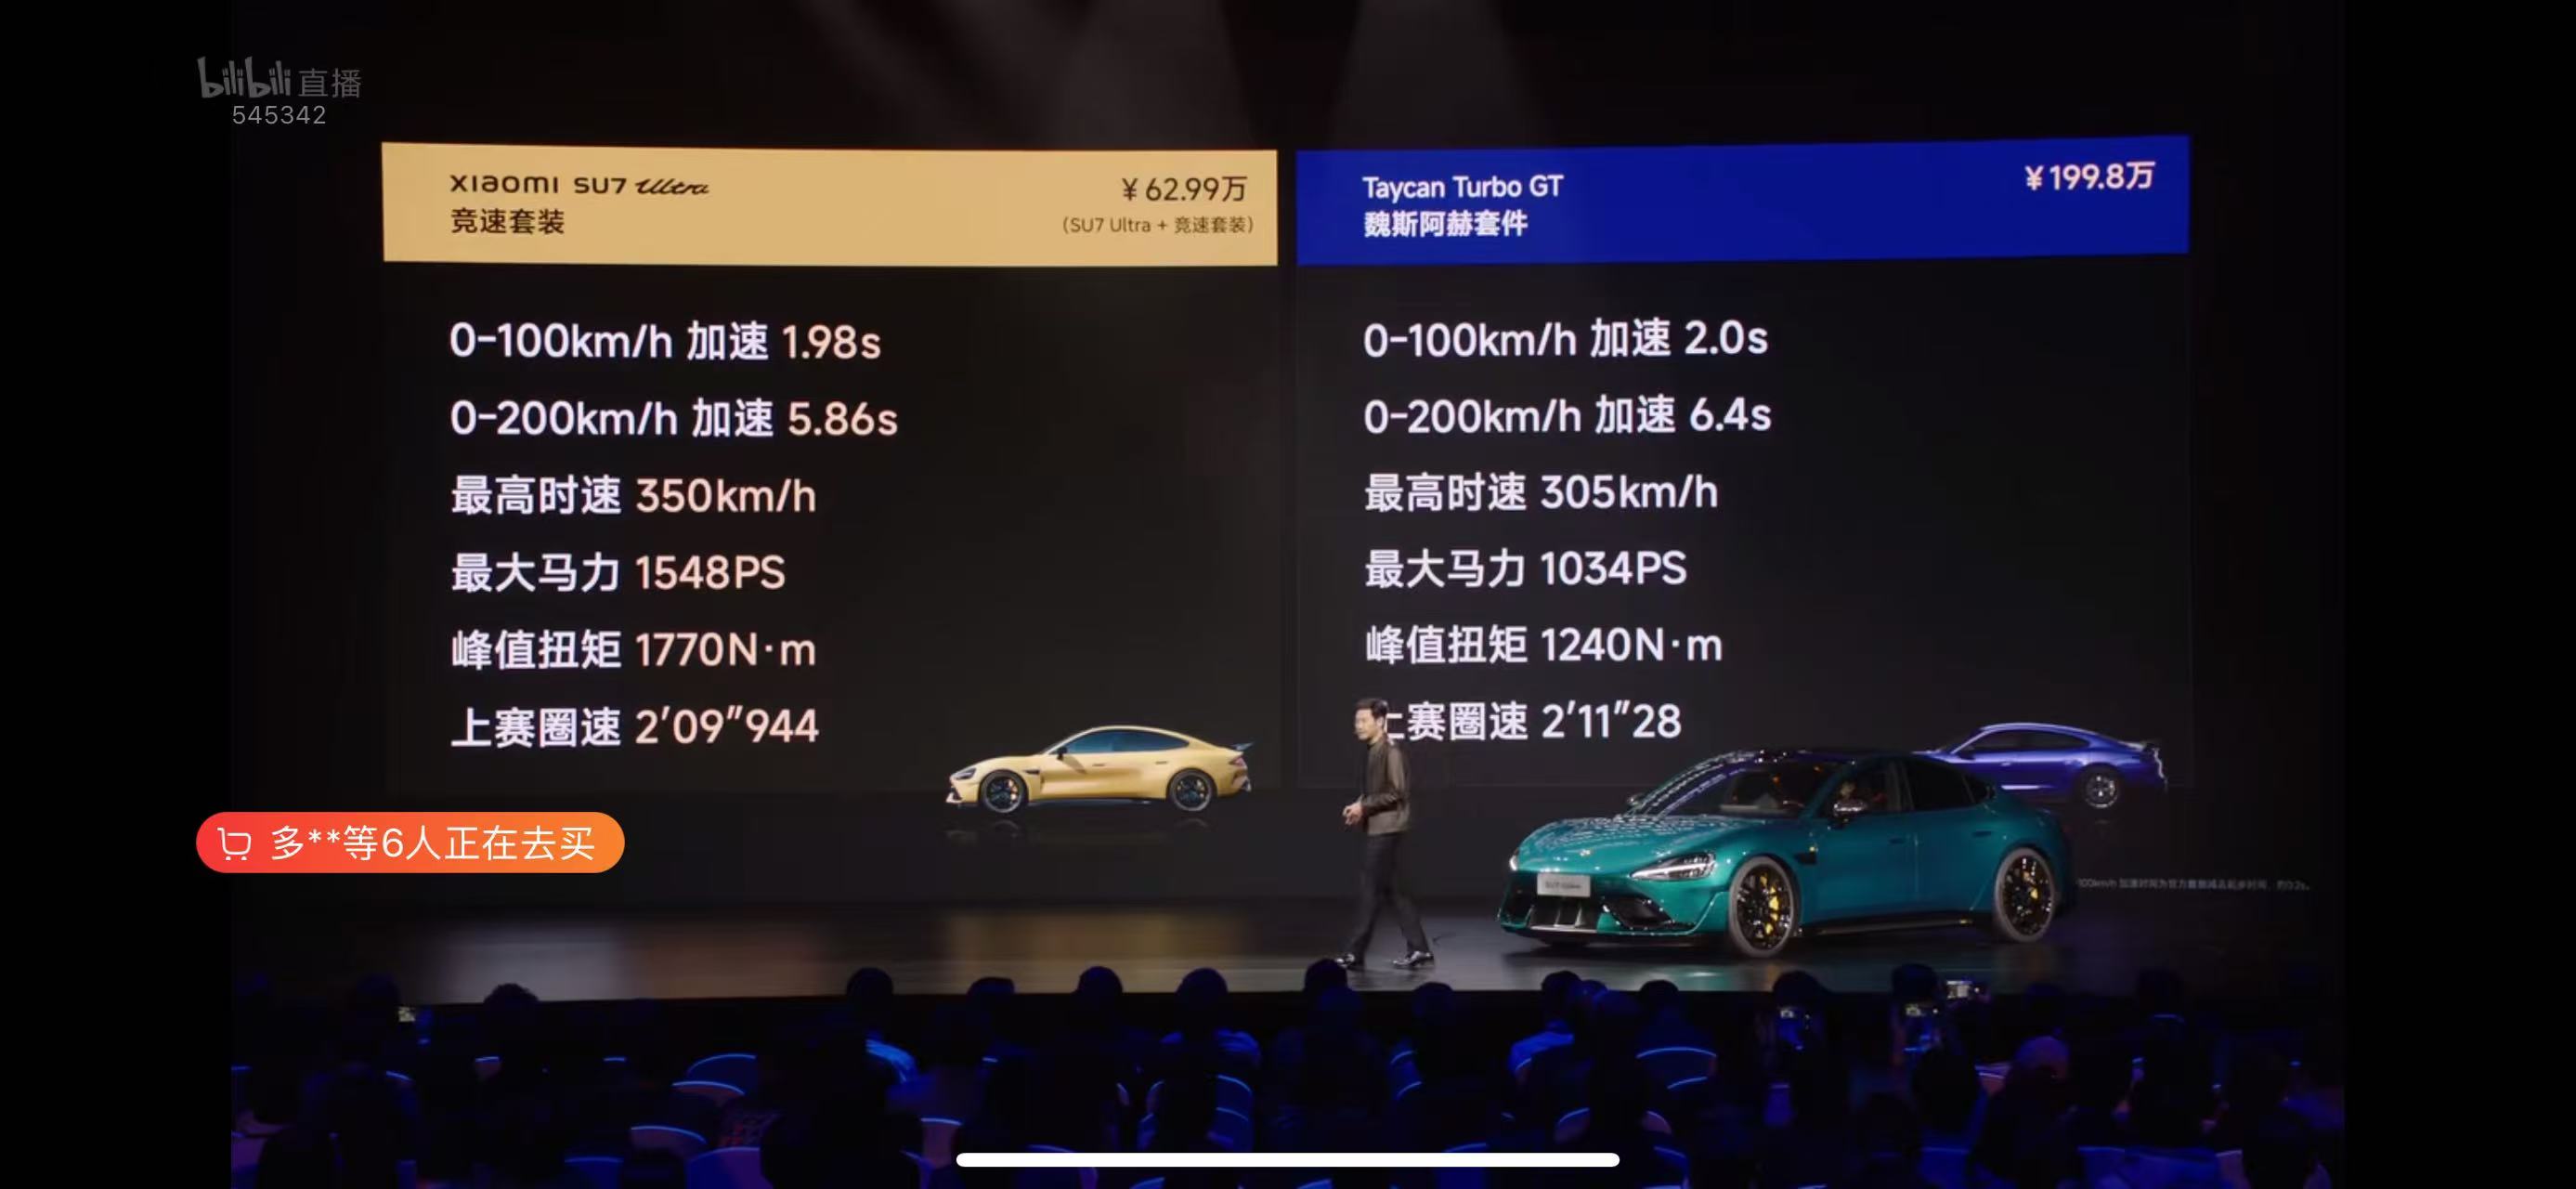 bilibili 直播
545342
xiaomi SU7 Ultra
竞速套装
¥ 62.99万
(SU7 Ultra + 竞速套装)
0-100km/h 加速 1.98s
0-200km/h 加速 5.86s
最高时速 350km/h
最大马力 1548PS
峰值扭矩 1770N·m
上赛圈速 2'09"944
Taycan Turbo GT
魏斯阿赫套件
¥199.8万
0-100km/h 加速 2.0s
0-200km/h 加速 6.4s
最高时速 305km/h
最大马力 1034PS
峰值扭矩 1240N·m
上赛圈速 2'11"28
多**等6人正在去买